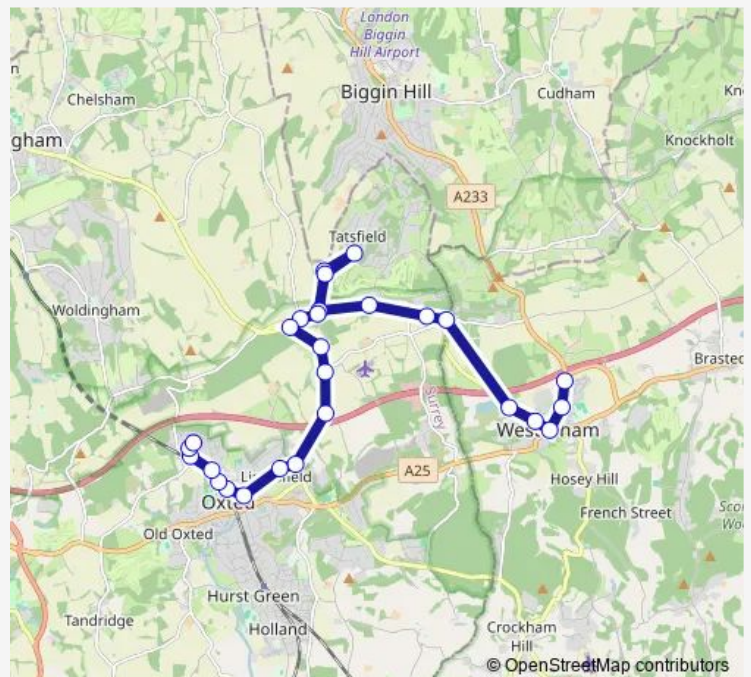 London
Biggin
Hill Airport
Biggin Hill
Chelsham
Cudham
Kn
gham
Knockholt
A233
Tatsfield
Woldingham
Brasted
Surrey
Westerham
A25
Oxted
Hosey Hill
French Street
Old Oxted
Hurst Green
Tandridge
Holland
Crockham
Hill
© OpenStreetMap contributors